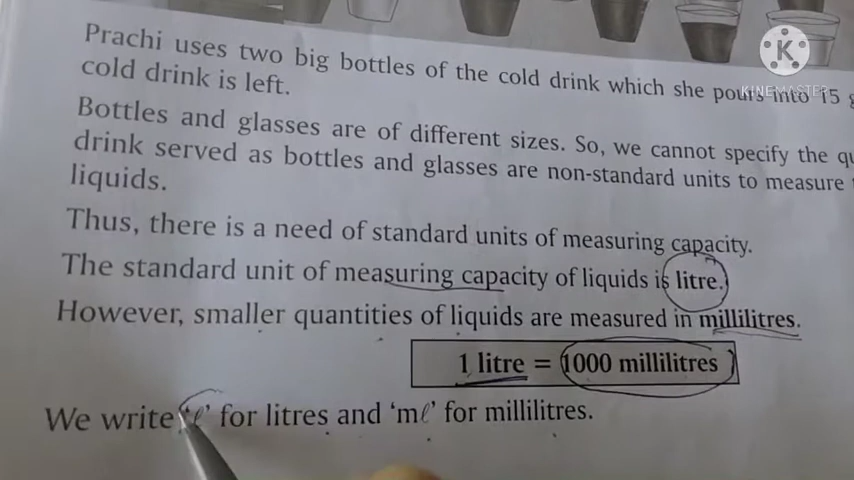 K
KINEMASTER
Prachi uses two big bottles of the cold drink which she pours into 15
cold drink is left.
Bottles and glasses are of different sizes. So, we cannot specify the
drink served as bottles and glasses are non-standard units to measure
liquids.
Thus, there is a need of standard units of measuring capacity.
The standard unit of measuring capacity of liquids is litre.
However, smaller quantities of liquids are measured in millilitres.
1 litre = 1000 millilitres
We write 'ℓ' for litres and 'mℓ' for millilitres.